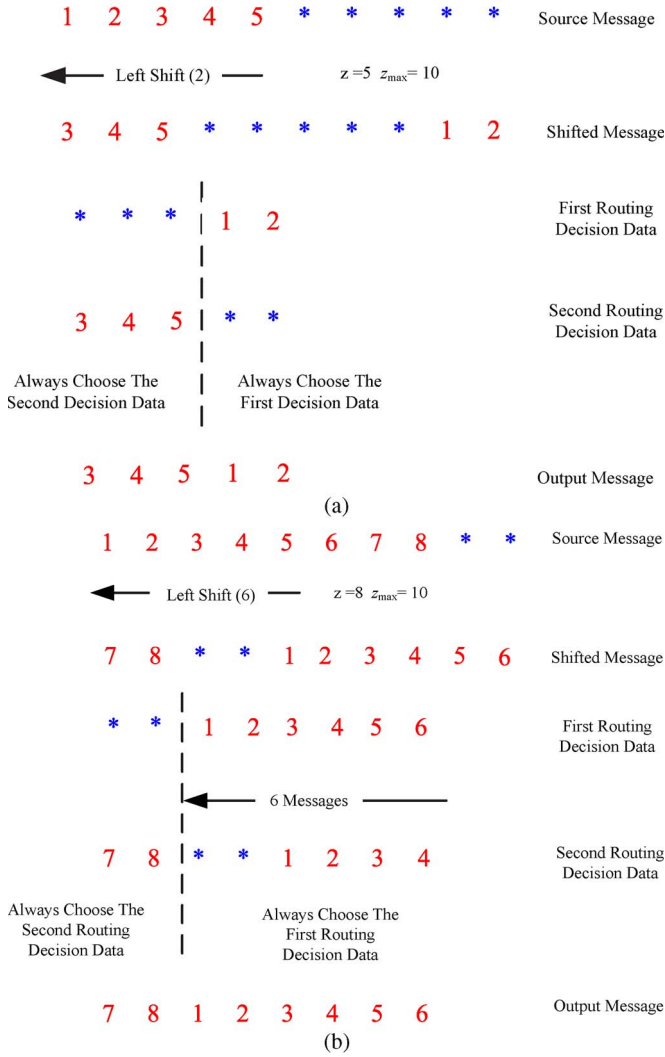 1 2 3 4 5 * * * * * Source Message
Left Shift (2) z =5 zmax= 10
3 4 5 * * * * * 1 2 Shifted Message
* * * 1 2 First Routing
Decision Data
3 4 5 * * Second Routing
Decision Data
Always Choose The
Second Decision Data
Always Choose The
First Decision Data
3 4 5 1 2 Output Message
(a)
1 2 3 4 5 6 7 8 * * Source Message
Left Shift (6) z =8 zmax= 10
7 8 * * 1 2 3 4 5 6 Shifted Message
* * 1 2 3 4 5 6 First Routing
Decision Data
6 Messages
7 8 * * 1 2 3 4 Second Routing
Decision Data
Always Choose The
Second Routing
Decision Data
Always Choose The
First Routing
Decision Data
7 8 1 2 3 4 5 6 Output Message
(b)